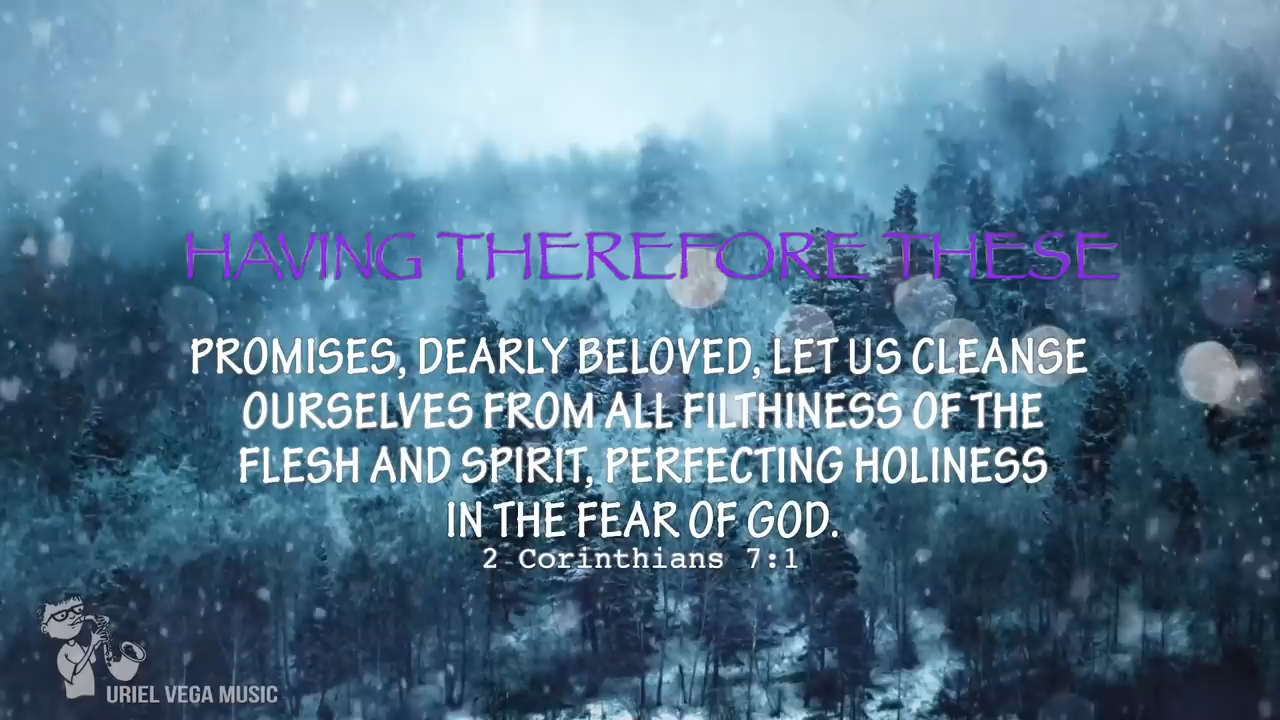 HAVING THEREFORE THESE
PROMISES, DEARLY BELOVED, LET US CLEANSE
OURSELVES FROM ALL FILTHINESS OF THE
FLESH AND SPIRIT, PERFECTING HOLINESS
IN THE FEAR OF GOD.
2 Corinthians 7:1
URIEL VEGA MUSIC